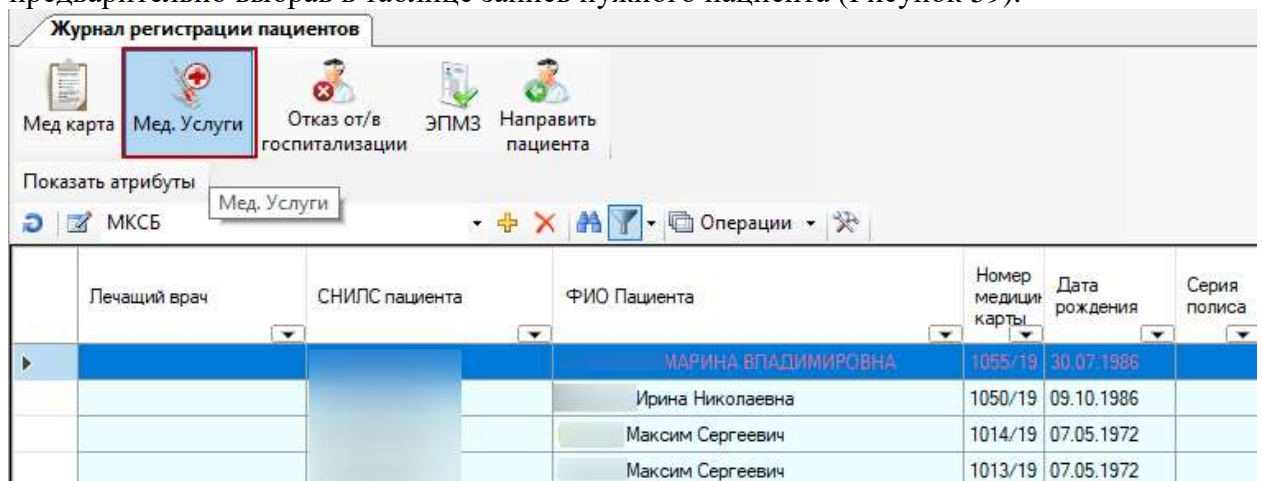 предварительно выбрав в таблице запись нужного пациента (Рисунок 39).
Журнал регистрации пациентов
Мед карта
Мед. Услуги
Отказ от/в
госпитализации
ЭПМЗ
Направить
пациента
Показать атрибуты
Мед. Услуги
МКСБ
Операции
Лечащий врач
СНИЛС пациента
ФИО Пациента
Номер
медицин
карты
Дата
рождения
Серия
полиса
МАРИНА ВЛАДИМИРОВНА 1055/19 30.07.1986
Ирина Николаевна 1050/19 09.10.1986
Максим Сергеевич 1014/19 07.05.1972
Максим Сергеевич 1013/19 07.05.1972